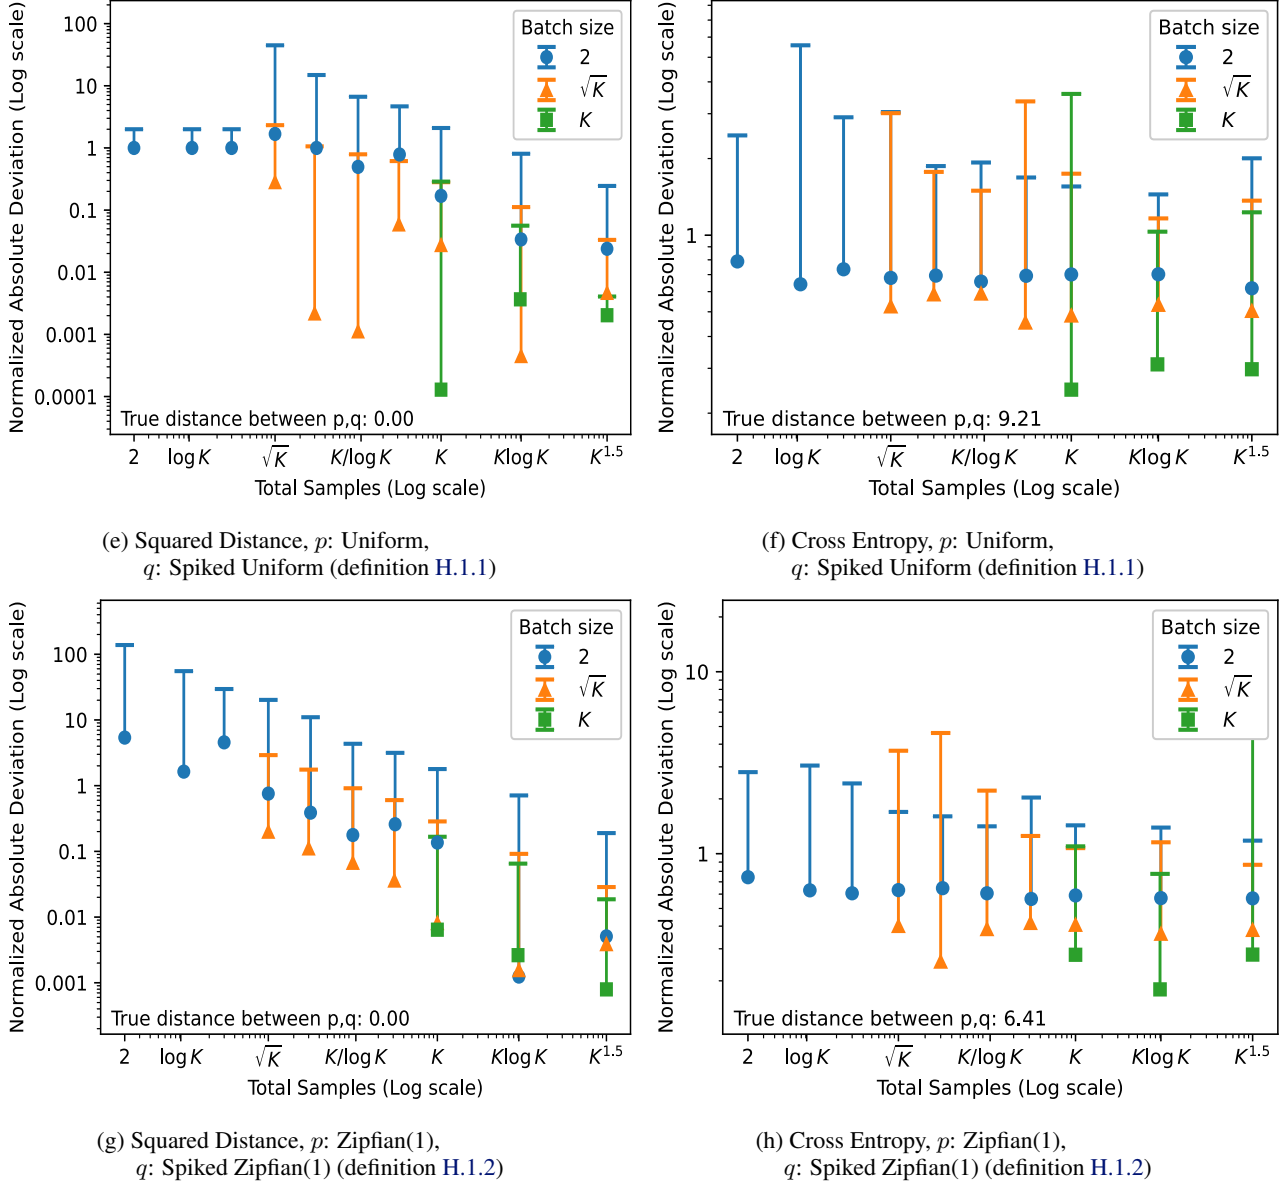 Normalized Absolute Deviation (Log scale)
100
10
1
0.1
0.01
0.001
0.0001
Batch size
2
√K
K
True distance between p,q: 0.00
2 log K √K K/log K K K log K K^1.5
Total Samples (Log scale)
(e) Squared Distance, p: Uniform,
q: Spiked Uniform (definition H.1.1)
Normalized Absolute Deviation (Log scale)
1
Batch size
2
√K
K
True distance between p,q: 9.21
2 log K √K K/log K K K log K K^1.5
Total Samples (Log scale)
(f) Cross Entropy, p: Uniform,
q: Spiked Uniform (definition H.1.1)
Normalized Absolute Deviation (Log scale)
100
10
1
0.1
0.01
0.001
Batch size
2
√K
K
True distance between p,q: 0.00
2 log K √K K/log K K K log K K^1.5
Total Samples (Log scale)
(g) Squared Distance, p: Zipfian(1),
q: Spiked Zipfian(1) (definition H.1.2)
Normalized Absolute Deviation (Log scale)
10
1
Batch size
2
√K
K
True distance between p,q: 6.41
2 log K √K K/log K K K log K K^1.5
Total Samples (Log scale)
(h) Cross Entropy, p: Zipfian(1),
q: Spiked Zipfian(1) (definition H.1.2)